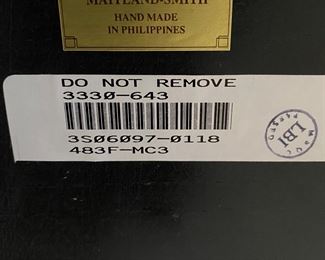 MAITLAND-SMITH
HAND MADE
IN PHILIPPINES
DO NOT REMOVE
3330-643
3S06097-0118
483F-MC3
LBI